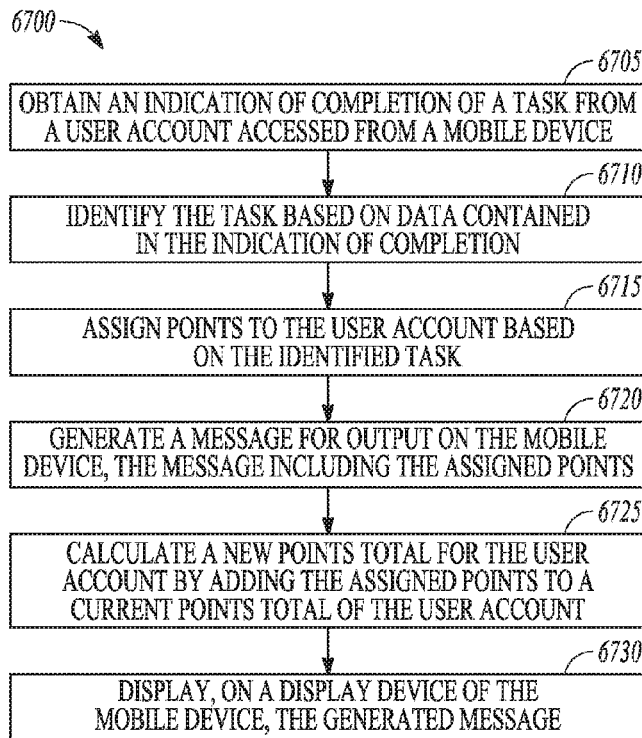 6700
6705
OBTAIN AN INDICATION OF COMPLETION OF A TASK FROM
A USER ACCOUNT ACCESSED FROM A MOBILE DEVICE
6710
IDENTIFY THE TASK BASED ON DATA CONTAINED
IN THE INDICATION OF COMPLETION
6715
ASSIGN POINTS TO THE USER ACCOUNT BASED
ON THE IDENTIFIED TASK
6720
GENERATE A MESSAGE FOR OUTPUT ON THE MOBILE
DEVICE, THE MESSAGE INCLUDING THE ASSIGNED POINTS
6725
CALCULATE A NEW POINTS TOTAL FOR THE USER
ACCOUNT BY ADDING THE ASSIGNED POINTS TO A
CURRENT POINTS TOTAL OF THE USER ACCOUNT
6730
DISPLAY, ON A DISPLAY DEVICE OF THE
MOBILE DEVICE, THE GENERATED MESSAGE